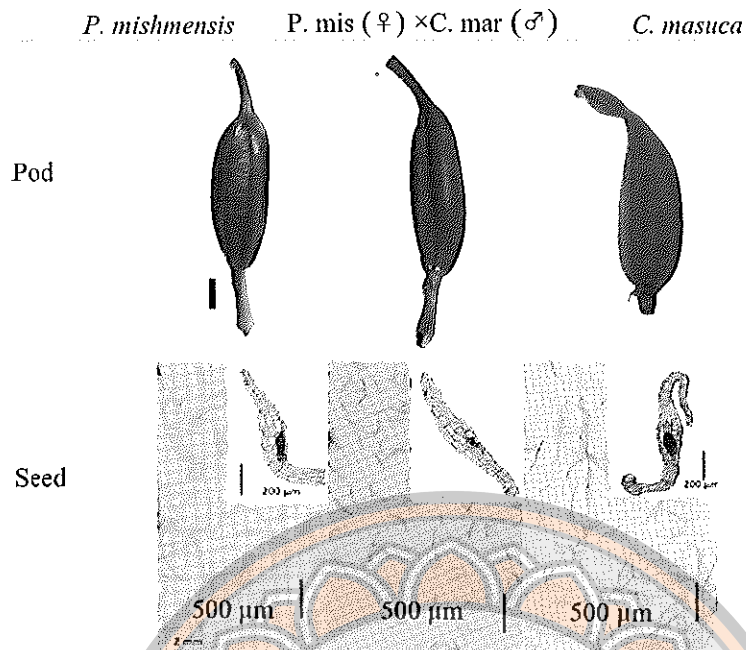 P. mishmensis P. mis (♀) ×C. mar (♂) C. masuca
Pod
Seed
200 μm 200 μm
500 μm 500 μm 500 μm